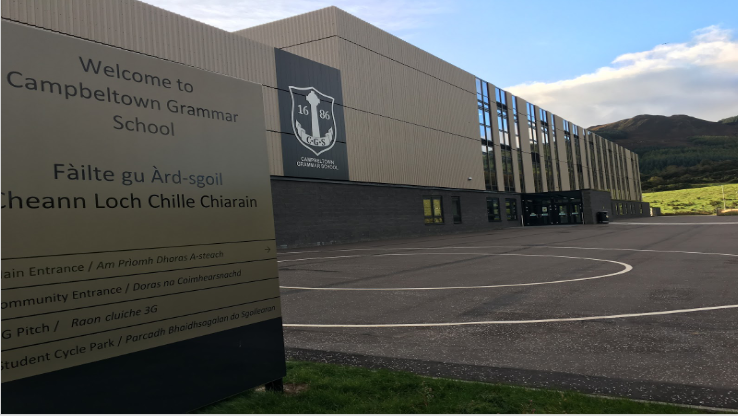 Welcome to
Campbeltown Grammar
School
Fàilte gu Àrd-sgoil
Cheann Loch Chille Chiarain
ain Entrance / Am Prìomh Dhoras A-steach
ommunity Entrance / Doras na Coimhearsnachd
G Pitch / Raon cluiche 3G
Student Cycle Park / Parcadh Bhaidhsagalan do Sgoilearan
16 86
C·G·S
CAMPBELTOWN
GRAMMAR SCHOOL